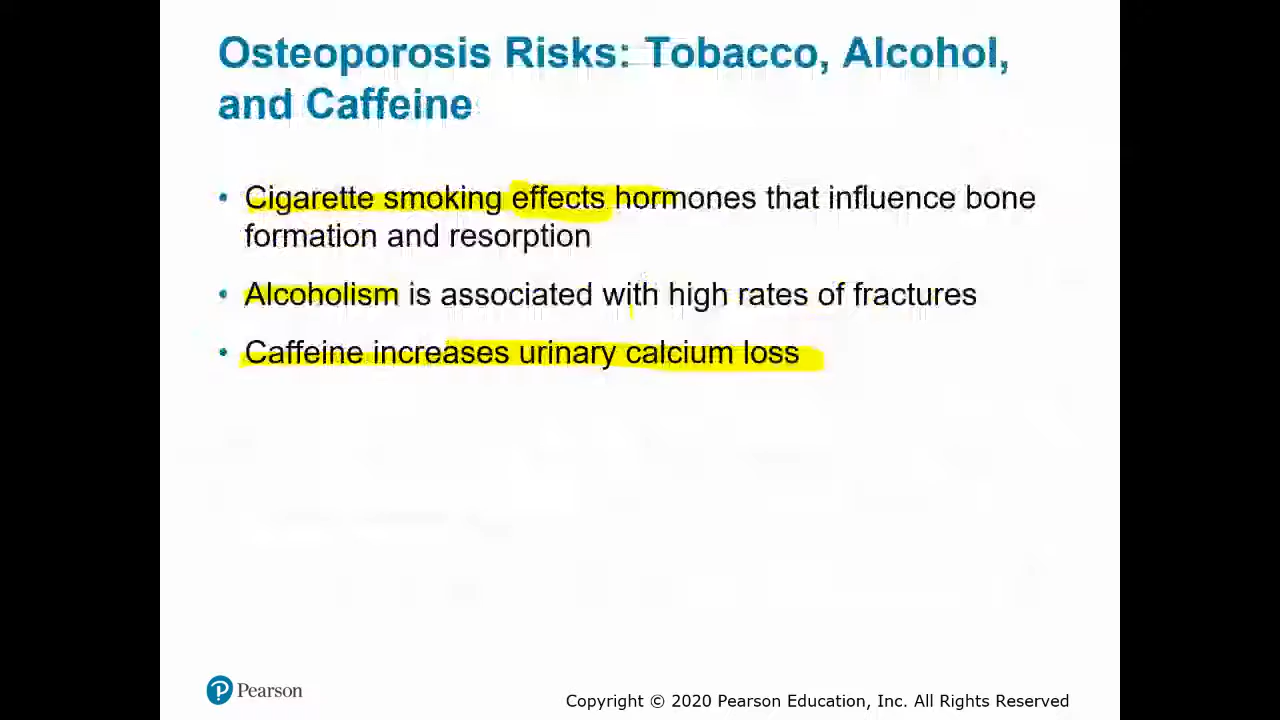 Osteoporosis Risks: Tobacco, Alcohol,
and Caffeine
• Cigarette smoking effects hormones that influence bone
formation and resorption
• Alcoholism is associated with high rates of fractures
• Caffeine increases urinary calcium loss
P Pearson
Copyright © 2020 Pearson Education, Inc. All Rights Reserved